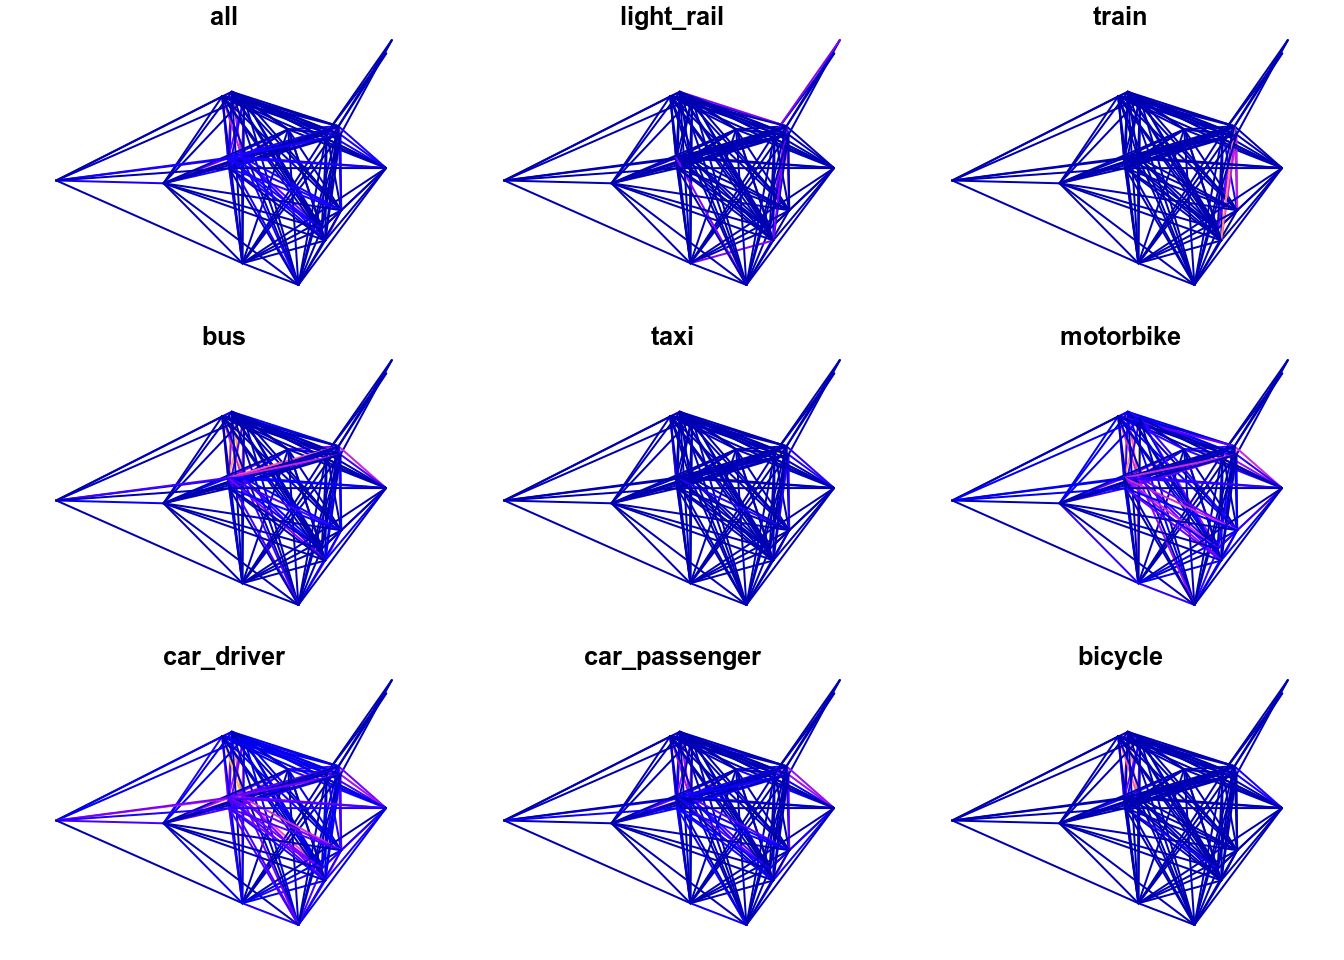 all
light_rail
train
bus
taxi
motorbike
car_driver
car_passenger
bicycle